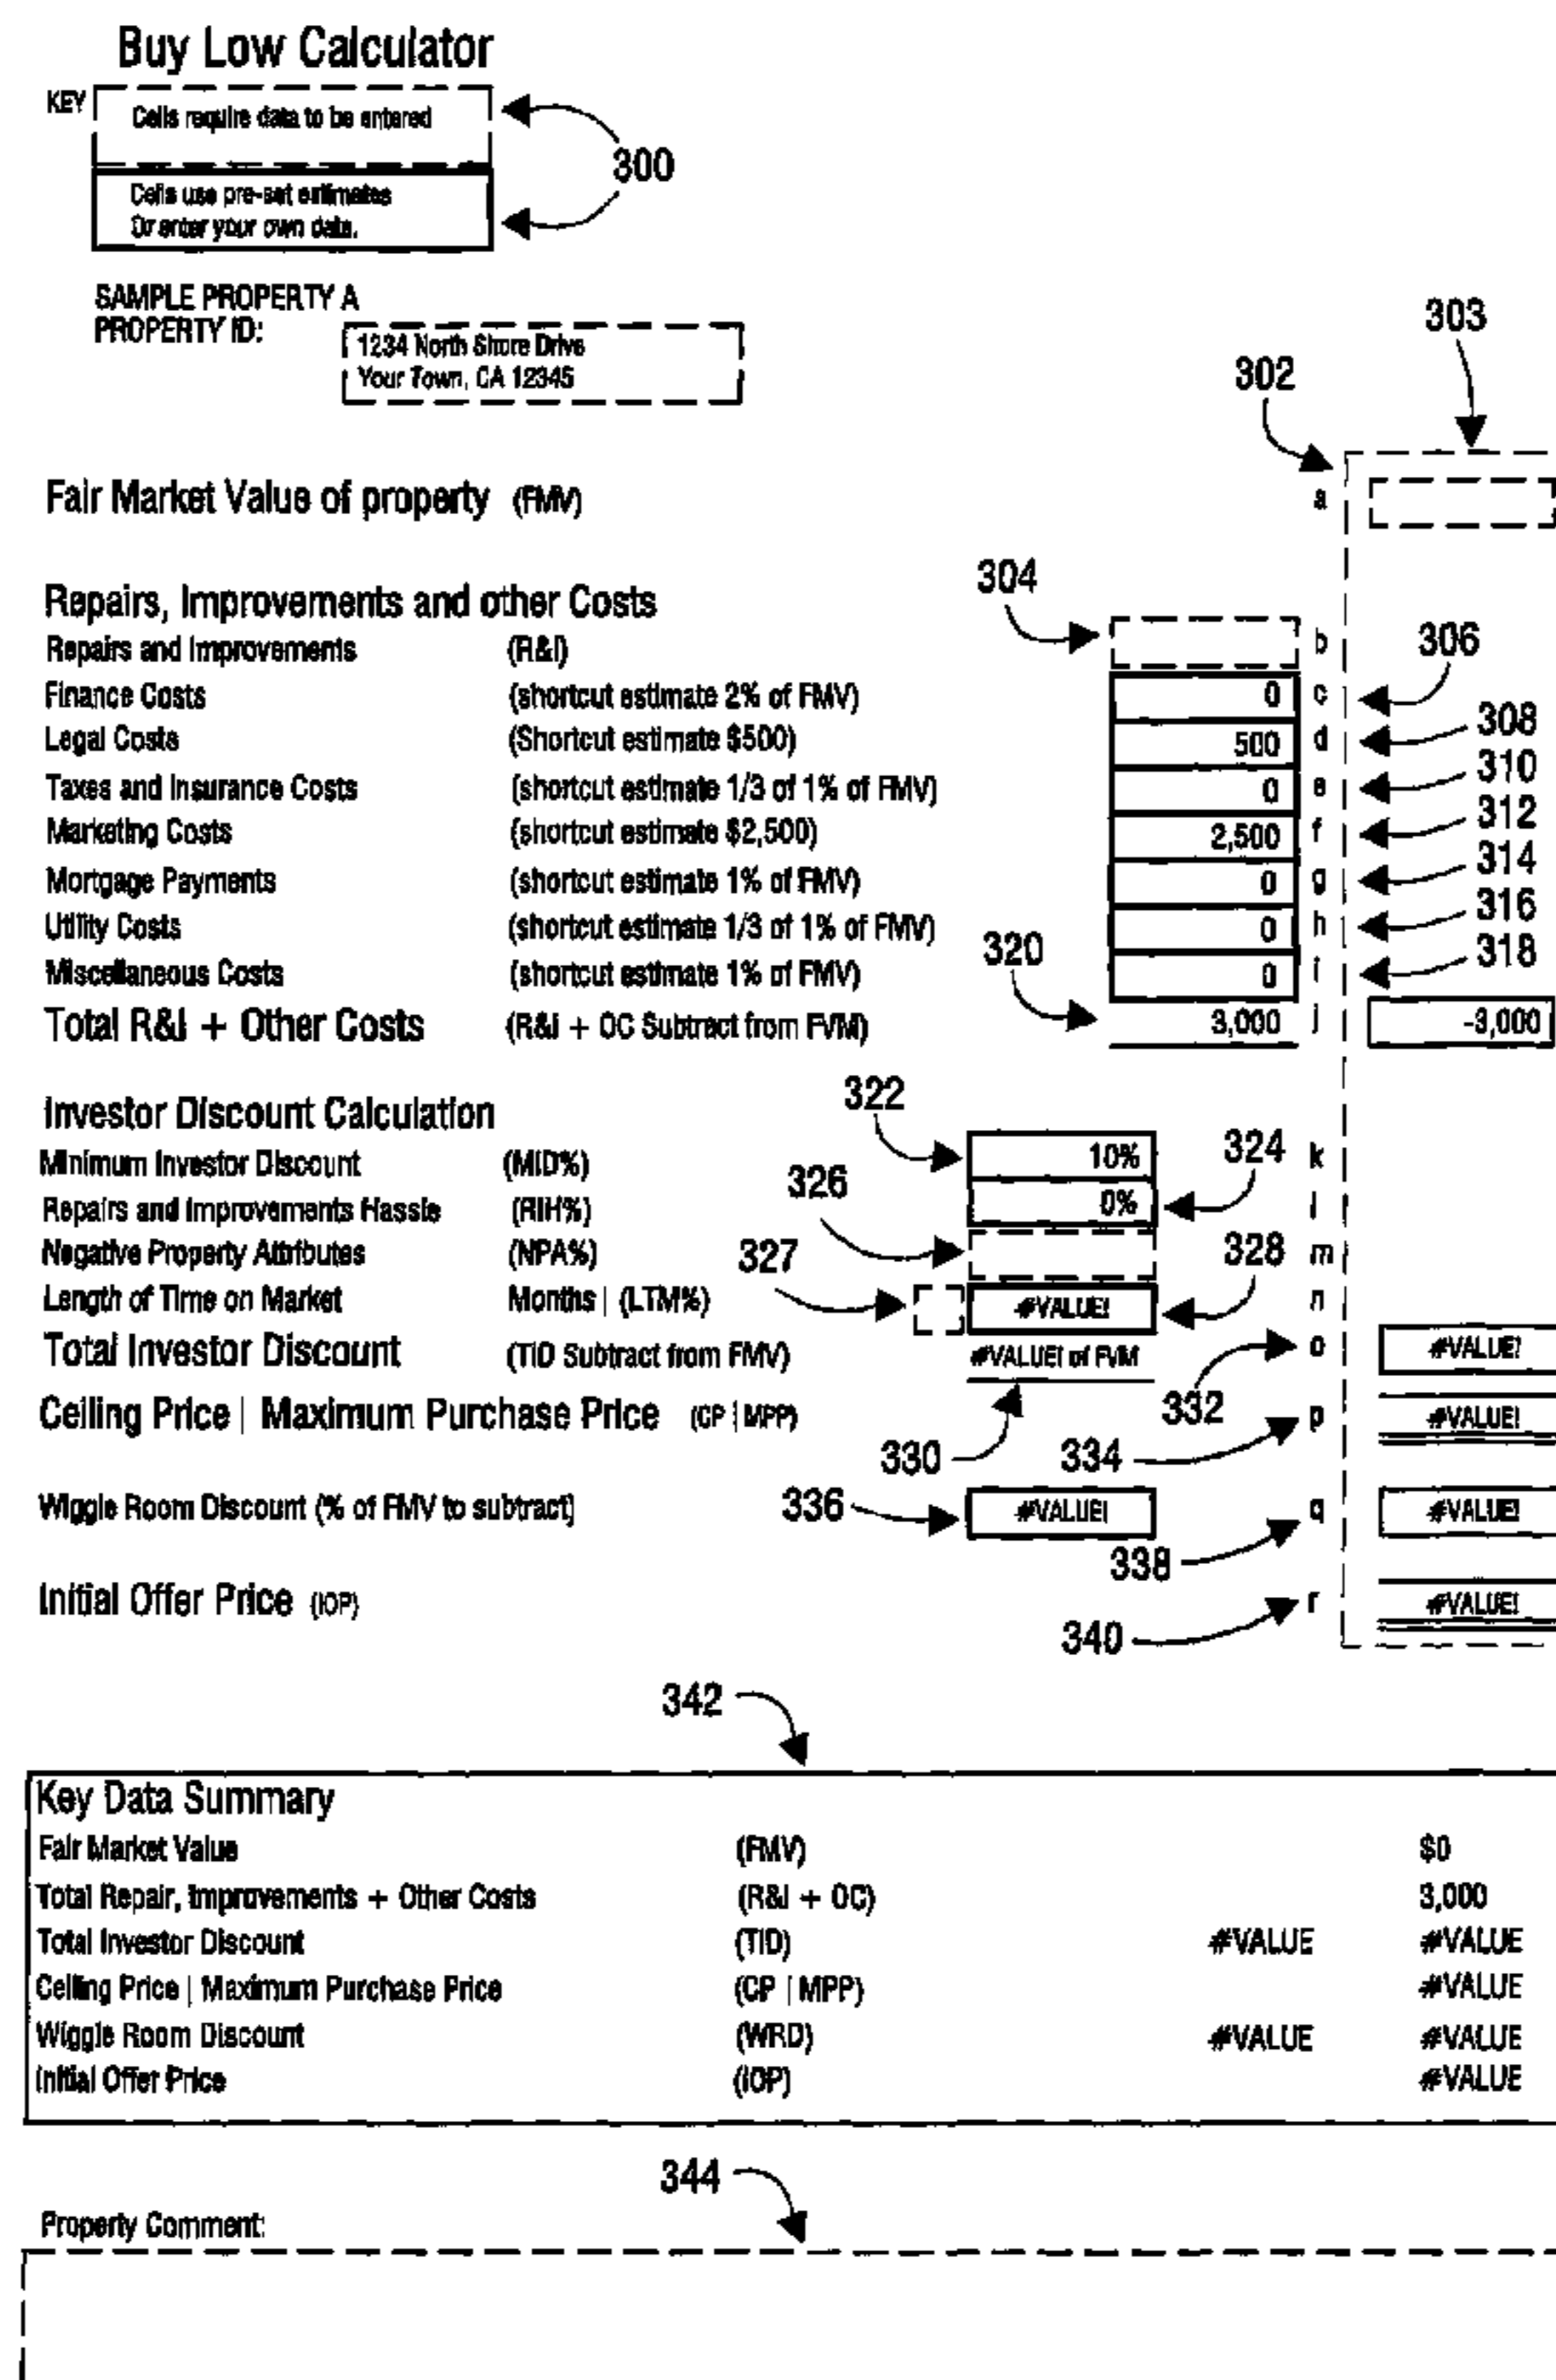 Buy Low Calculator
KEY
Cells require data to be entered
300
Cells use pre-set estimates
Or enter your own data.
SAMPLE PROPERTY A
PROPERTY ID:
1234 North Shore Drive
Your Town, CA 12345
303
302
Fair Market Value of property (FMV) a
Repairs, Improvements and other Costs
304
Repairs and Improvements (R&I) b 306
Finance Costs (shortcut estimate 2% of FMV) 0 c
Legal Costs (Shortcut estimate $500) 500 d 308
Taxes and Insurance Costs (shortcut estimate 1/3 of 1% of FMV) 0 e 310
Marketing Costs (shortcut estimate $2,500) 2,500 f 312
Mortgage Payments (shortcut estimate 1% of FMV) 0 g 314
Utility Costs (shortcut estimate 1/3 of 1% of FMV) 0 h 316
Miscellaneous Costs (shortcut estimate 1% of FMV) 320 0 i 318
Total R&I + Other Costs (R&I + OC Subtract from FVM) 3,000 j -3,000
Investor Discount Calculation
322
Minimum Investor Discount (MID%) 10% 324 k
Repairs and Improvements Hassle (RIH%) 326 0% l
Negative Property Attributes (NPA%) 327 328 m
Length of Time on Market Months | (LTM%) #VALUE! n
Total Investor Discount (TID Subtract from FMV) #VALUE! of FVM o #VALUE!
Ceiling Price | Maximum Purchase Price (CP | MPP) 332 p #VALUE!
330 334
Wiggle Room Discount (% of FMV to subtract) 336 #VALUE! q #VALUE!
338
Initial Offer Price (IOP) r #VALUE!
340
342
Key Data Summary
Fair Market Value (FMV) $0
Total Repair, Improvements + Other Costs (R&I + OC) 3,000
Total Investor Discount (TID) #VALUE #VALUE
Ceiling Price | Maximum Purchase Price (CP | MPP) #VALUE
Wiggle Room Discount (WRD) #VALUE #VALUE
Initial Offer Price (IOP) #VALUE
344
Property Comment: